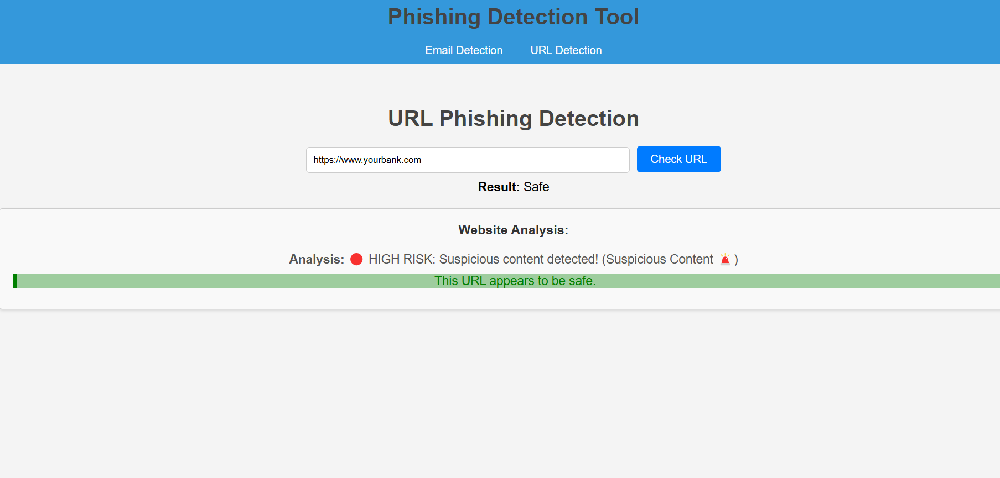 Phishing Detection Tool
Email Detection URL Detection
URL Phishing Detection
https://www.yourbank.com Check URL
Result: Safe
Website Analysis:
Analysis: 🔴 HIGH RISK: Suspicious content detected! (Suspicious Content 🚨)
This URL appears to be safe.